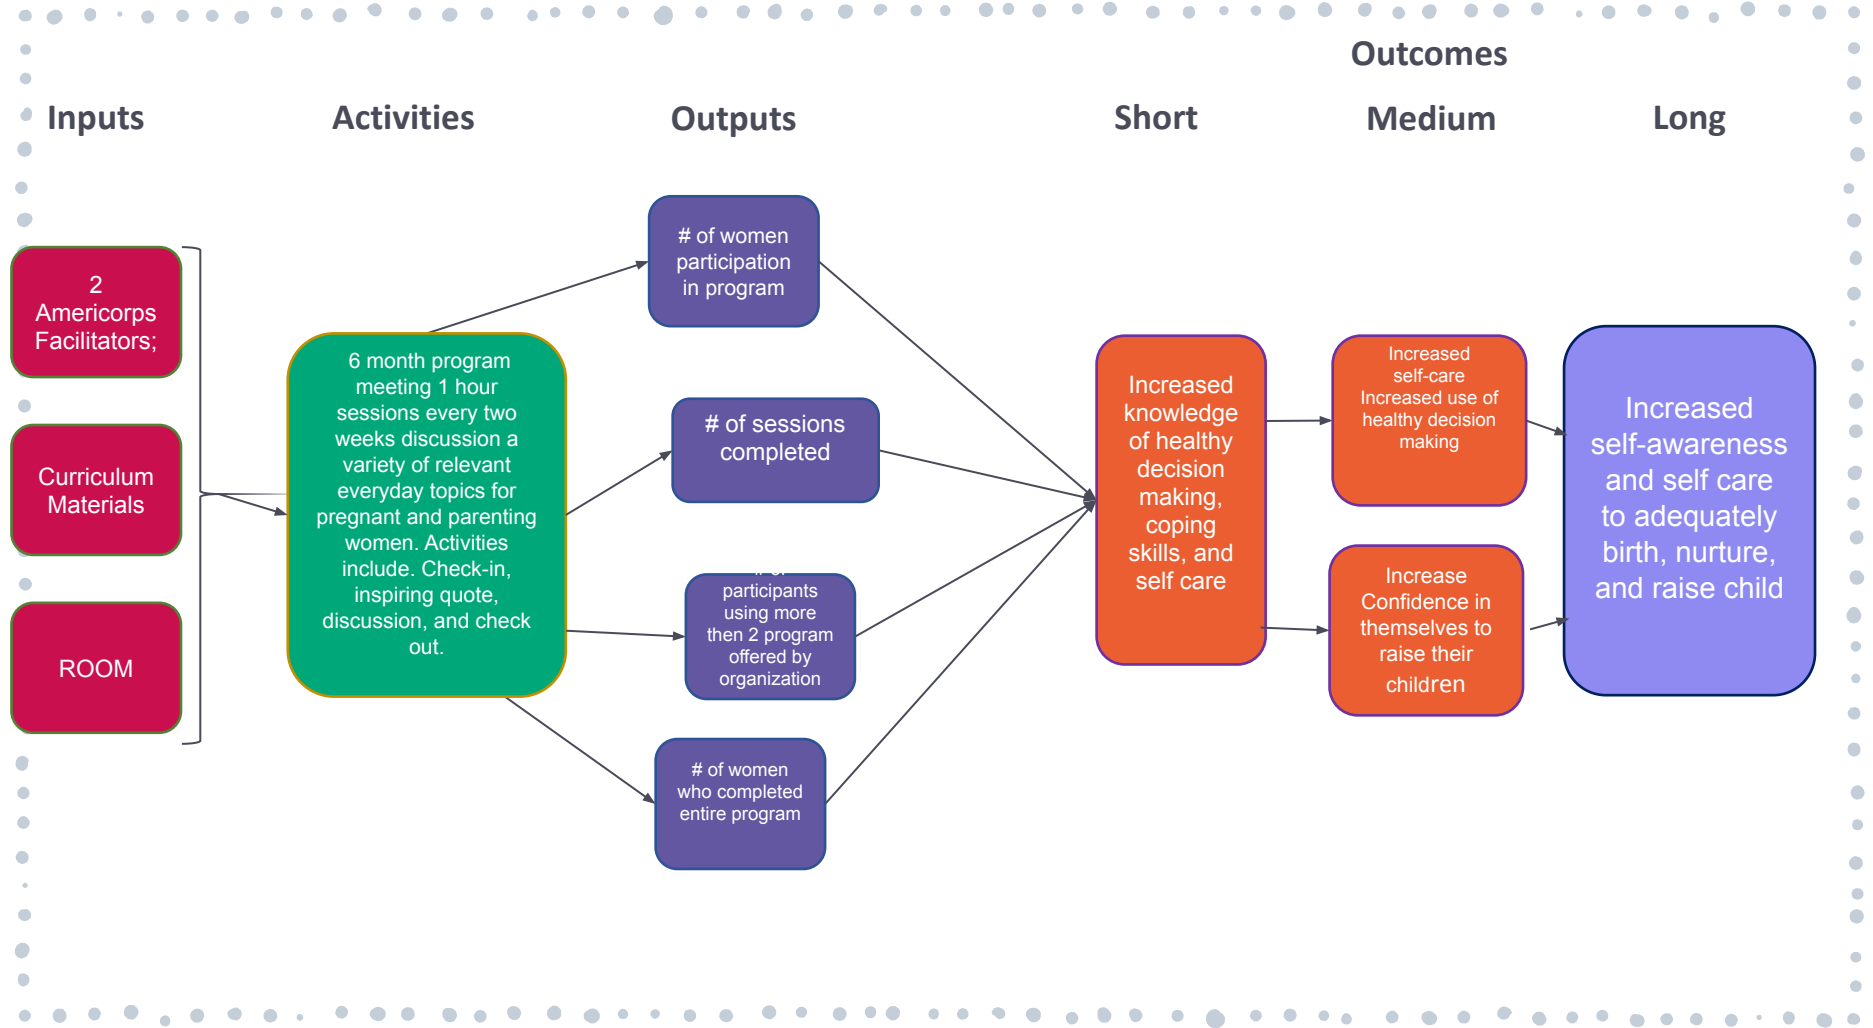 Outcomes
Inputs
Activities
Outputs
Short
Medium
Long
2
Americorps
Facilitators;
Curriculum
Materials
ROOM
6 month program
meeting 1 hour
sessions every two
weeks discussion a
variety of relevant
everyday topics for
pregnant and parenting
women. Activities
include. Check-in,
inspiring quote,
discussion, and check
out.
# of women
participation
in program
# of sessions
completed
# of
participants
using more
then 2 program
offered by
organization
# of women
who completed
entire program
Increased
knowledge
of healthy
decision
making,
coping
skills, and
self care
Increased
self-care
Increased use of
healthy decision
making
Increase
Confidence in
themselves to
raise their
children
Increased
self-awareness
and self care
to adequately
birth, nurture,
and raise child